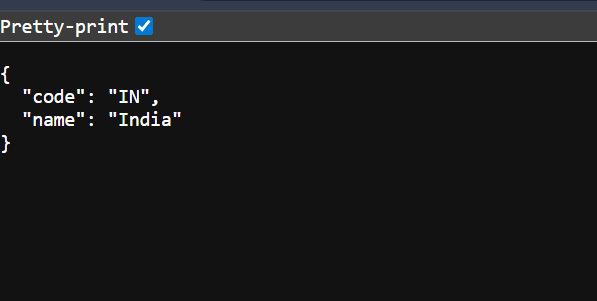 Pretty-print
{
  "code": "IN",
  "name": "India"
}